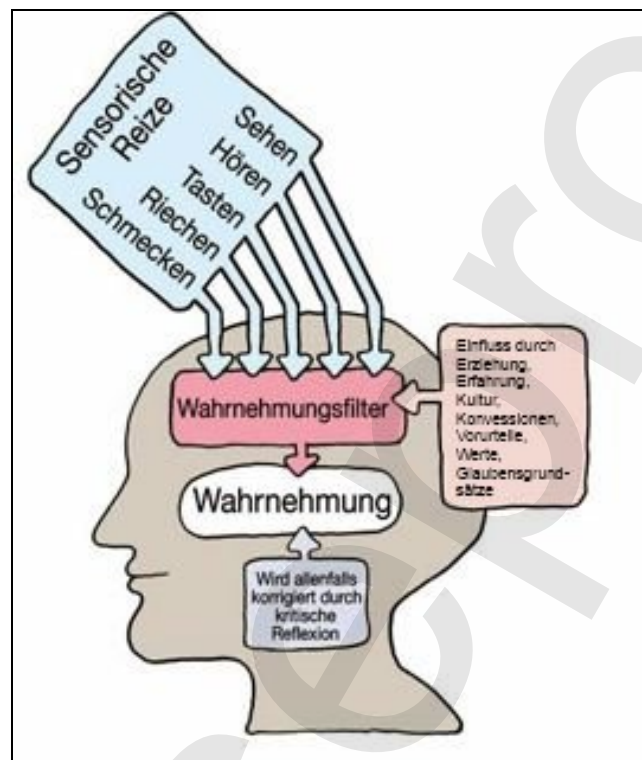 Sensorische
Reize
Sehen
Hören
Tasten
Riechen
Schmecken
Wahrnehmungsfilter
Einfluss durch
Erziehung,
Erfahrung,
Kultur,
Konvessionen,
Vorurteile,
Werte,
Glaubensgrund-
sätze
Wahrnehmung
Wird allenfalls
korrigiert durch
kritische
Reflexion